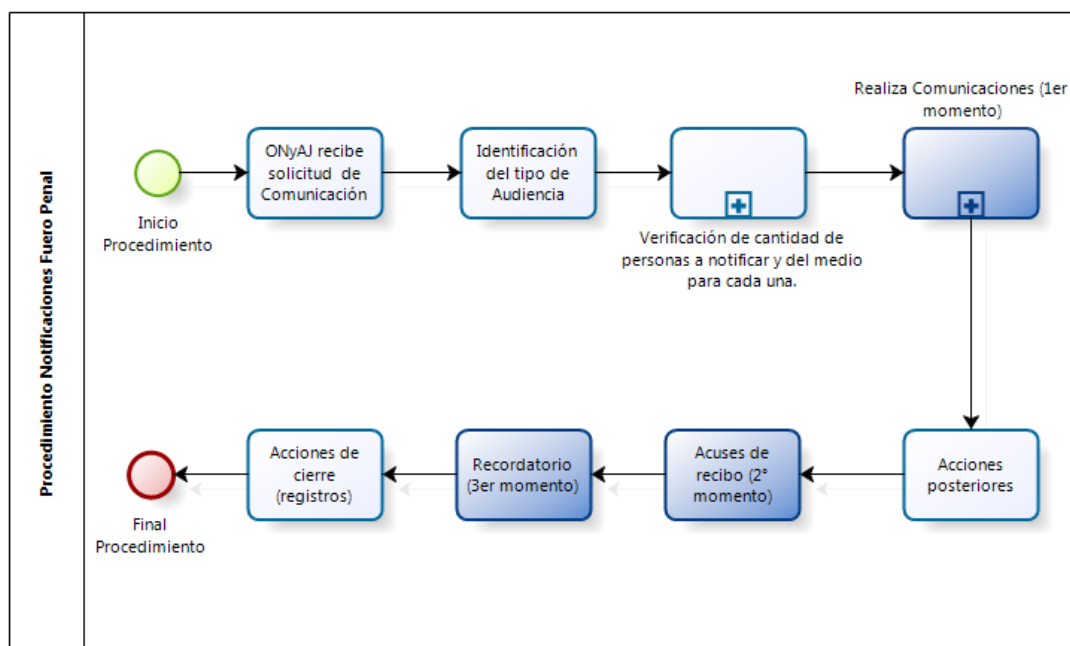 Procedimiento Notificaciones Fuero Penal
Inicio
Procedimiento
ONyAJ recibe
solicitud de
Comunicación
Identificación
del tipo de
Audiencia
Verificación de cantidad de
personas a notificar y del medio
para cada una.
Realiza Comunicaciones (1er
momento)
Acciones
posteriores
Acuses de
recibo (2°
momento)
Recordatorio
(3er momento)
Acciones de
cierre
(registros)
Final
Procedimiento